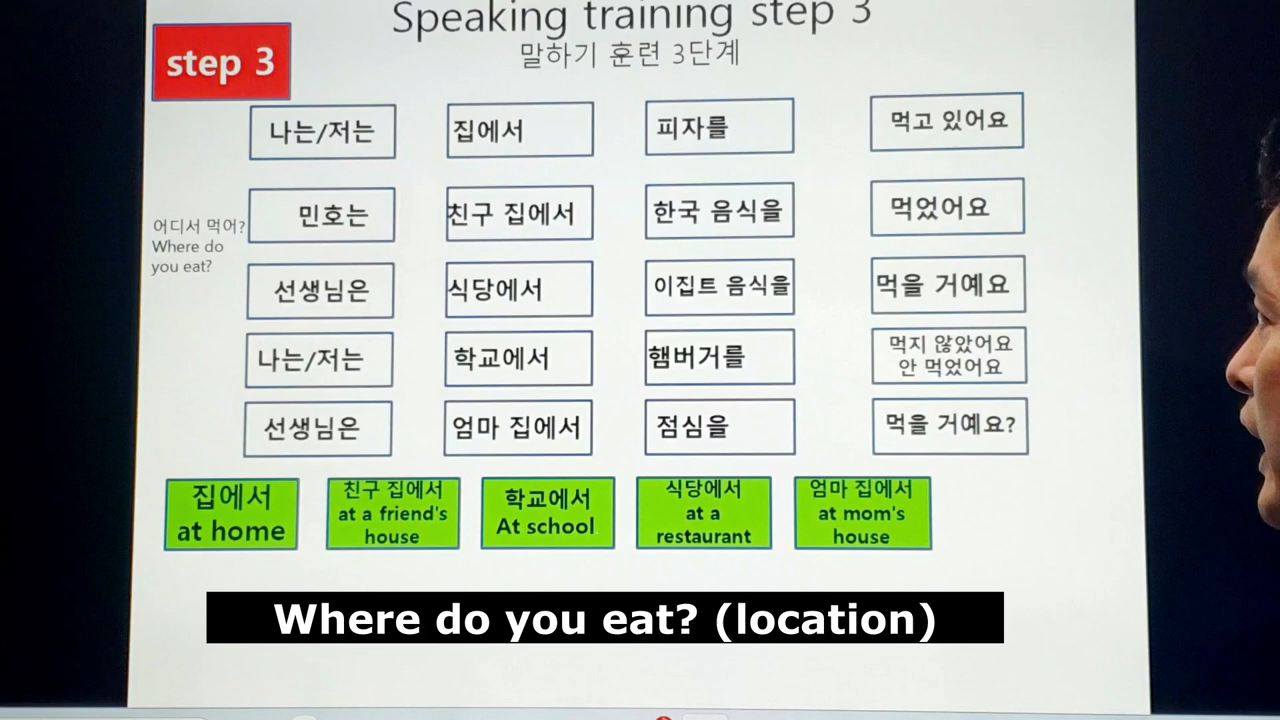 Speaking training step 3
말하기 훈련 3단계
step 3
나는/저는 집에서 피자를 먹고 있어요
어디서 먹어?
Where do
you eat?
민호는 친구 집에서 한국 음식을 먹었어요
선생님은 식당에서 이집트 음식을 먹을 거예요
나는/저는 학교에서 햄버거를 먹지 않았어요
안 먹었어요
선생님은 엄마 집에서 점심을 먹을 거예요?
집에서
at home
친구 집에서
at a friend's
house
학교에서
At school
식당에서
at a
restaurant
엄마 집에서
at mom's
house
Where do you eat? (location)